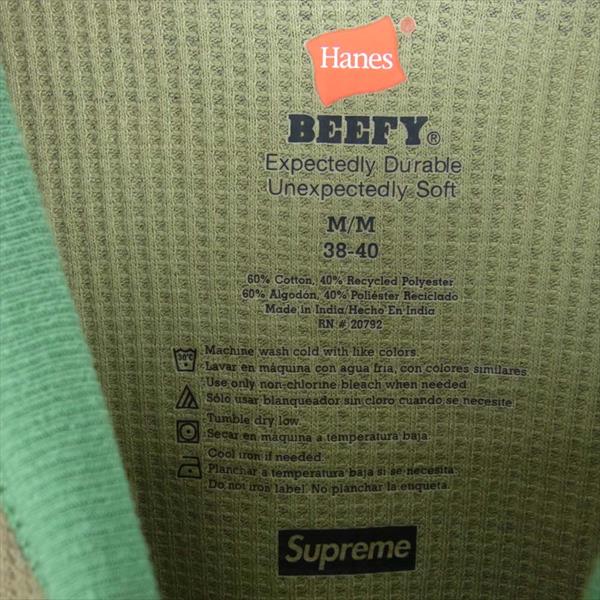 Hanes®
BEEFY®
Expectedly Durable
Unexpectedly Soft
M/M
38-40
60% Cotton, 40% Recycled Polyester
60% Algodón, 40% Poliéster Reciclado
Made in India/Hecho En India
RN # 20792
30°C
Machine wash cold with like colors.
Lavar en máquina con agua fria, con colores similares.
Use only non-chlorine bleach when needed.
Sólo usar blanqueador sin cloro cuando se necesite.
Tumble dry low.
Secar en máquina a temperatura baja.
Cool iron if needed.
Planchar a temperatura baja si se necesita.
Do not iron label. No planchar la etiqueta.
Supreme